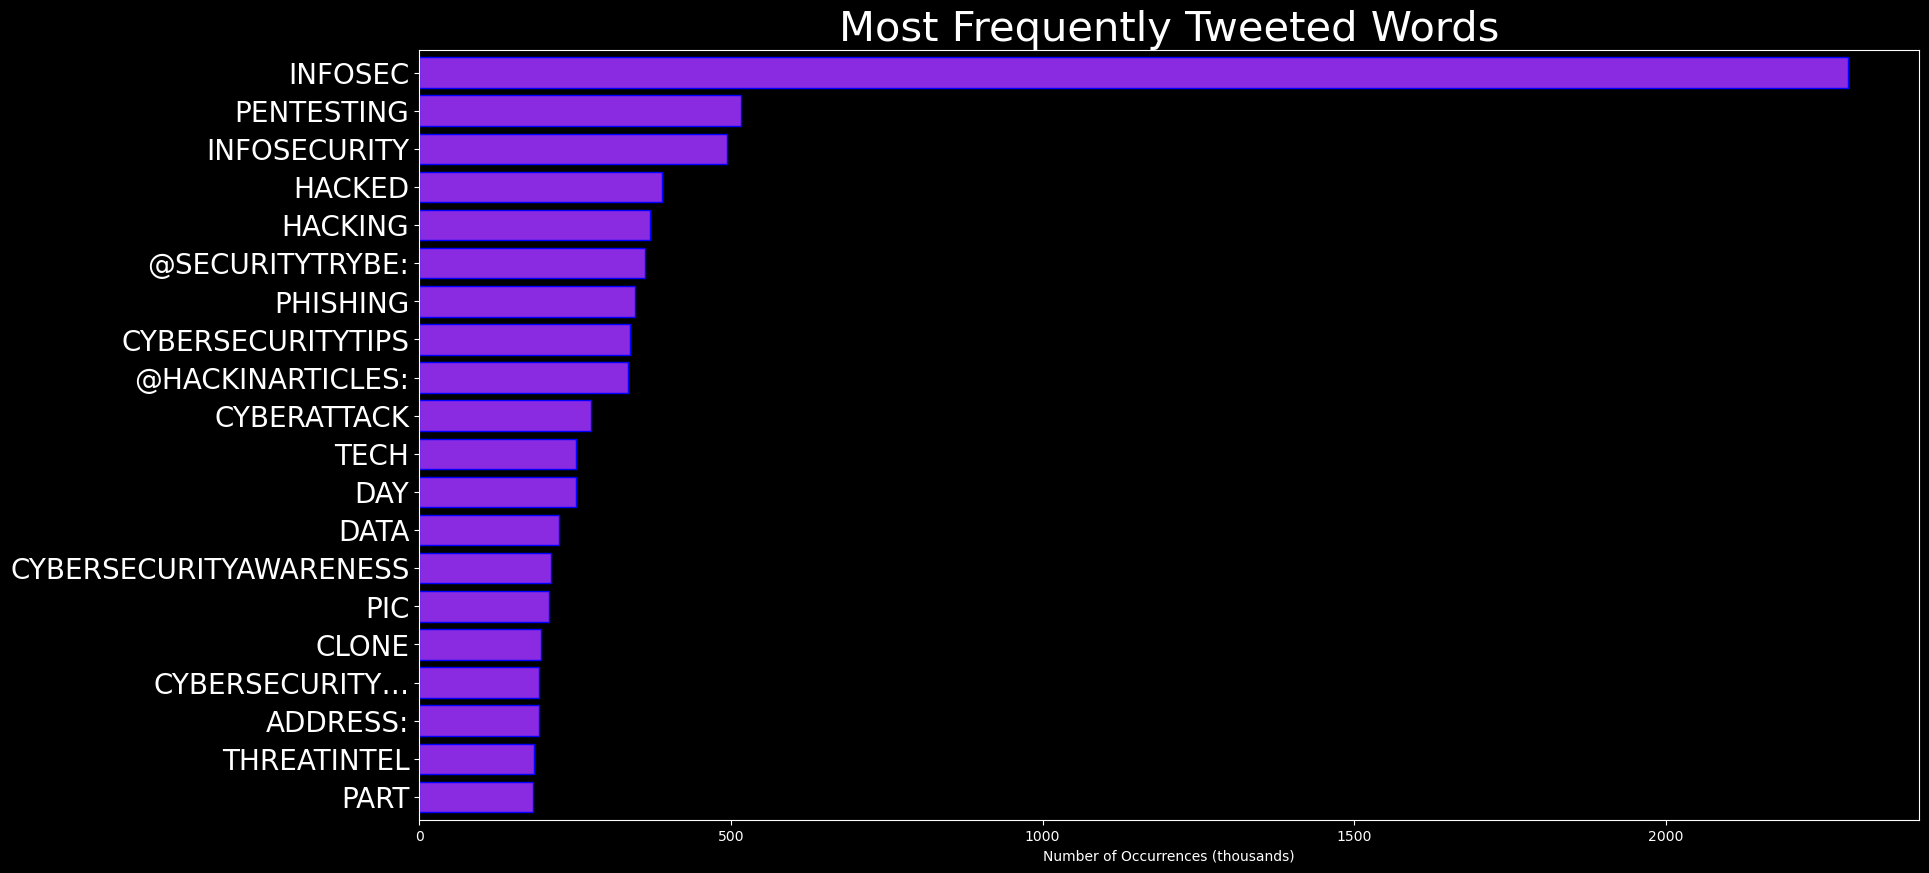 Most Frequently Tweeted Words
INFOSEC
PENTESTING
INFOSECURITY
HACKED
HACKING
@SECURITYTRYBE:
PHISHING
CYBERSECURITYTIPS
@HACKINARTICLES:
CYBERATTACK
TECH
DAY
DATA
CYBERSECURITYAWARENESS
PIC
CLONE
CYBERSECURITY…
ADDRESS:
THREATINTEL
PART
0 500 1000 1500 2000
Number of Occurrences (thousands)